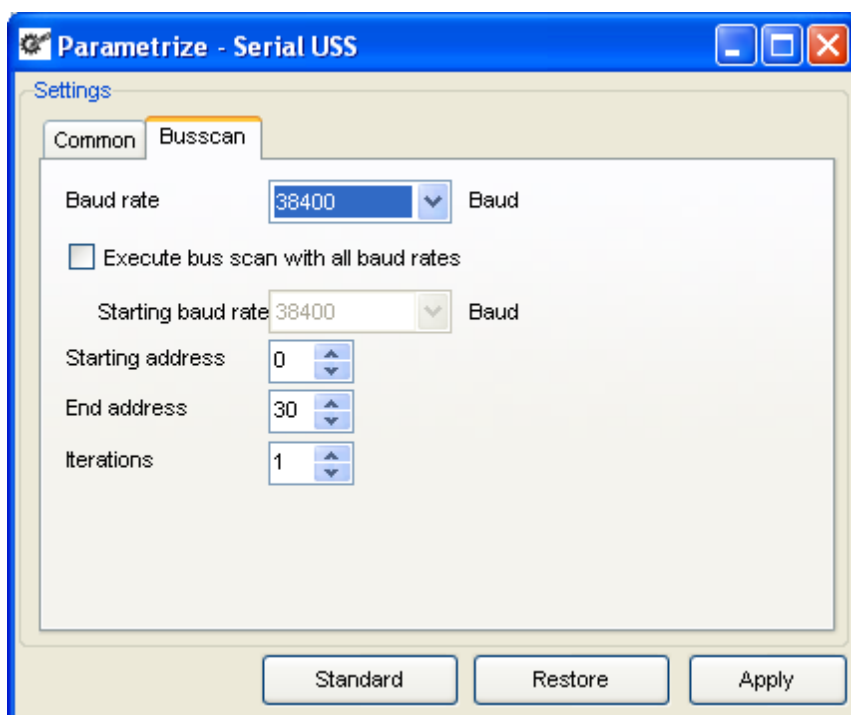 Parametrize - Serial USS
Settings
Common Busscan
Baud rate 38400 Baud
Execute bus scan with all baud rates
Starting baud rate 38400 Baud
Starting address 0
End address 30
Iterations 1
Standard Restore Apply